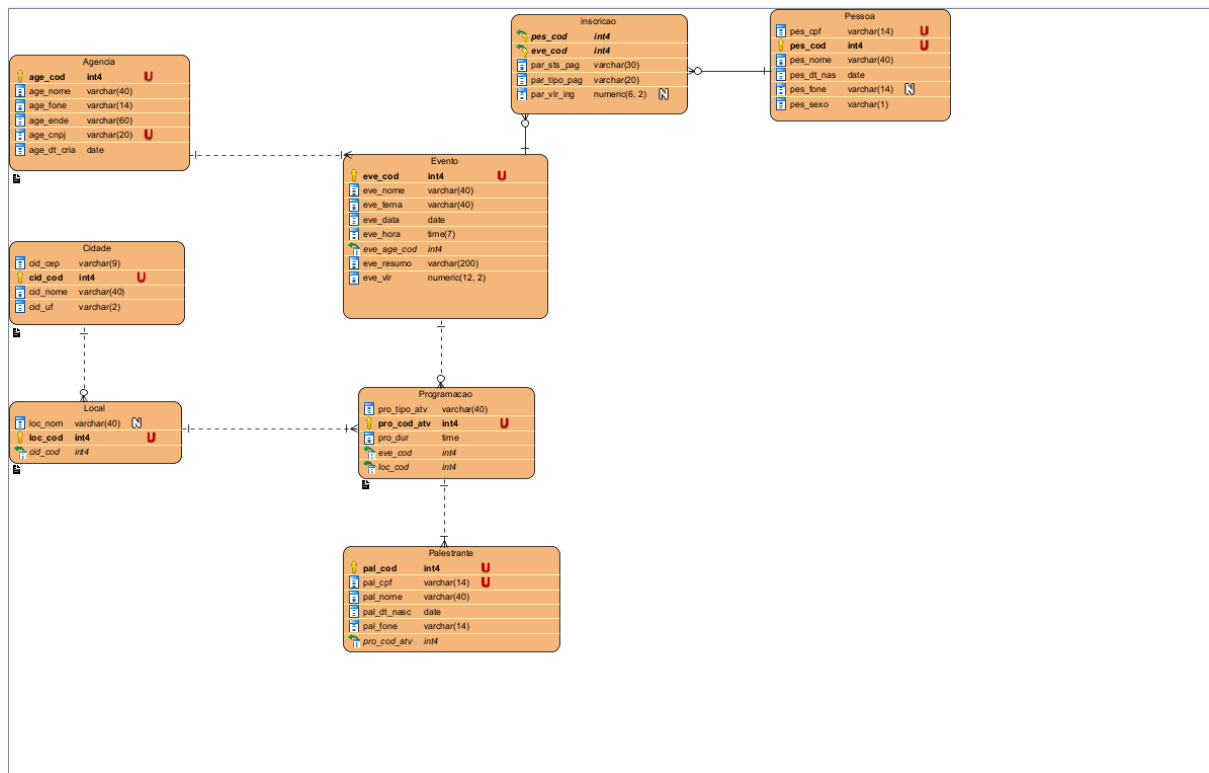 inscricao
pes_cod int4
eve_cod int4
par_sts_pag varchar(30)
par_tipo_pag varchar(20)
par_vlr_ing numeric(6, 2) N
Pessoa
pes_cpf varchar(14) U
pes_cod int4 U
pes_nome varchar(40)
pes_dt_nas date
pes_fone varchar(14) N
pes_sexo varchar(1)
Agencia
age_cod int4 U
age_nome varchar(40)
age_fone varchar(14)
age_ende varchar(60)
age_cnpj varchar(20) U
age_dt_cria date
Evento
eve_cod int4 U
eve_nome varchar(40)
eve_tema varchar(40)
eve_data date
eve_hora time(7)
eve_age_cod int4
eve_resumo varchar(200)
eve_vlr numeric(12, 2)
Cidade
cid_cep varchar(9)
cid_cod int4 U
cid_nome varchar(40)
cid_uf varchar(2)
Local
loc_nom varchar(40) N
loc_cod int4 U
cid_cod int4
Programacao
pro_tipo_atv varchar(40)
pro_cod_atv int4 U
pro_dur time
eve_cod int4
loc_cod int4
Palestrante
pal_cod int4 U
pal_cpf varchar(14) U
pal_nome varchar(40)
pal_dt_nasc date
pal_fone varchar(14)
pro_cod_atv int4